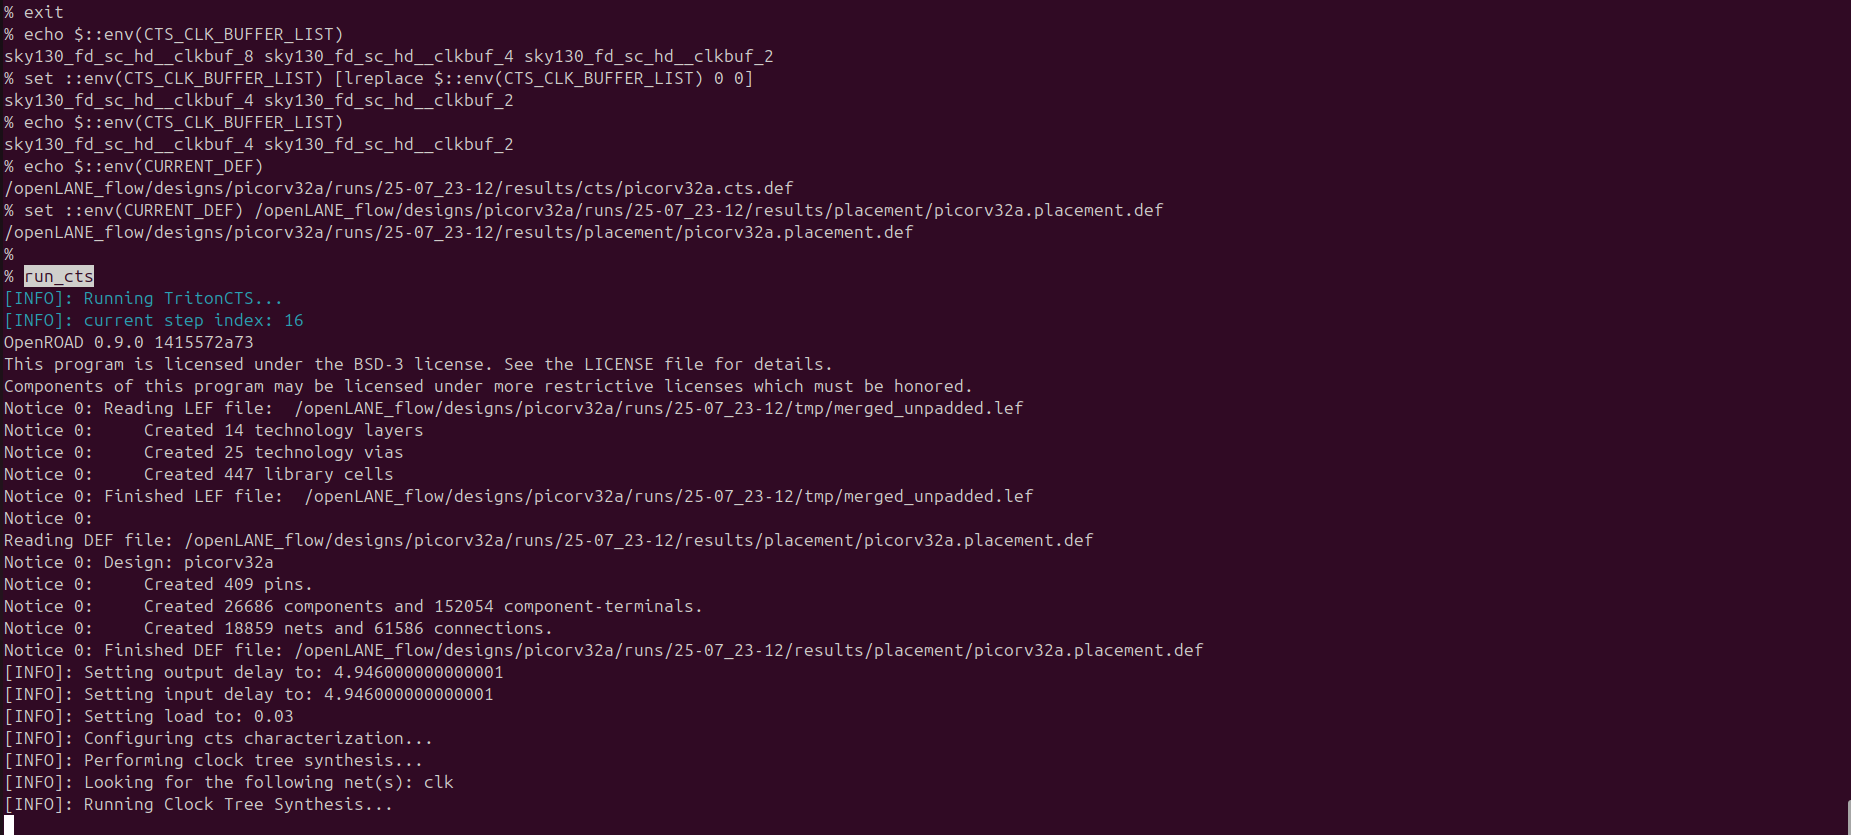 % exit
% echo $::env(CTS_CLK_BUFFER_LIST)
sky130_fd_sc_hd__clkbuf_8 sky130_fd_sc_hd__clkbuf_4 sky130_fd_sc_hd__clkbuf_2
% set ::env(CTS_CLK_BUFFER_LIST) [lreplace $::env(CTS_CLK_BUFFER_LIST) 0 0]
sky130_fd_sc_hd__clkbuf_4 sky130_fd_sc_hd__clkbuf_2
% echo $::env(CTS_CLK_BUFFER_LIST)
sky130_fd_sc_hd__clkbuf_4 sky130_fd_sc_hd__clkbuf_2
% echo $::env(CURRENT_DEF)
/openLANE_flow/designs/picorv32a/runs/25-07_23-12/results/cts/picorv32a.cts.def
% set ::env(CURRENT_DEF) /openLANE_flow/designs/picorv32a/runs/25-07_23-12/results/placement/picorv32a.placement.def
/openLANE_flow/designs/picorv32a/runs/25-07_23-12/results/placement/picorv32a.placement.def
%
% run_cts
[INFO]: Running TritonCTS...
[INFO]: current step index: 16
OpenROAD 0.9.0 1415572a73
This program is licensed under the BSD-3 license. See the LICENSE file for details.
Components of this program may be licensed under more restrictive licenses which must be honored.
Notice 0: Reading LEF file:  /openLANE_flow/designs/picorv32a/runs/25-07_23-12/tmp/merged_unpadded.lef
Notice 0:     Created 14 technology layers
Notice 0:     Created 25 technology vias
Notice 0:     Created 447 library cells
Notice 0: Finished LEF file:  /openLANE_flow/designs/picorv32a/runs/25-07_23-12/tmp/merged_unpadded.lef
Notice 0:
Reading DEF file: /openLANE_flow/designs/picorv32a/runs/25-07_23-12/results/placement/picorv32a.placement.def
Notice 0: Design: picorv32a
Notice 0:     Created 409 pins.
Notice 0:     Created 26686 components and 152054 component-terminals.
Notice 0:     Created 18859 nets and 61586 connections.
Notice 0: Finished DEF file: /openLANE_flow/designs/picorv32a/runs/25-07_23-12/results/placement/picorv32a.placement.def
[INFO]: Setting output delay to: 4.946000000000001
[INFO]: Setting input delay to: 4.946000000000001
[INFO]: Setting load to: 0.03
[INFO]: Configuring cts characterization...
[INFO]: Performing clock tree synthesis...
[INFO]: Looking for the following net(s): clk
[INFO]: Running Clock Tree Synthesis...